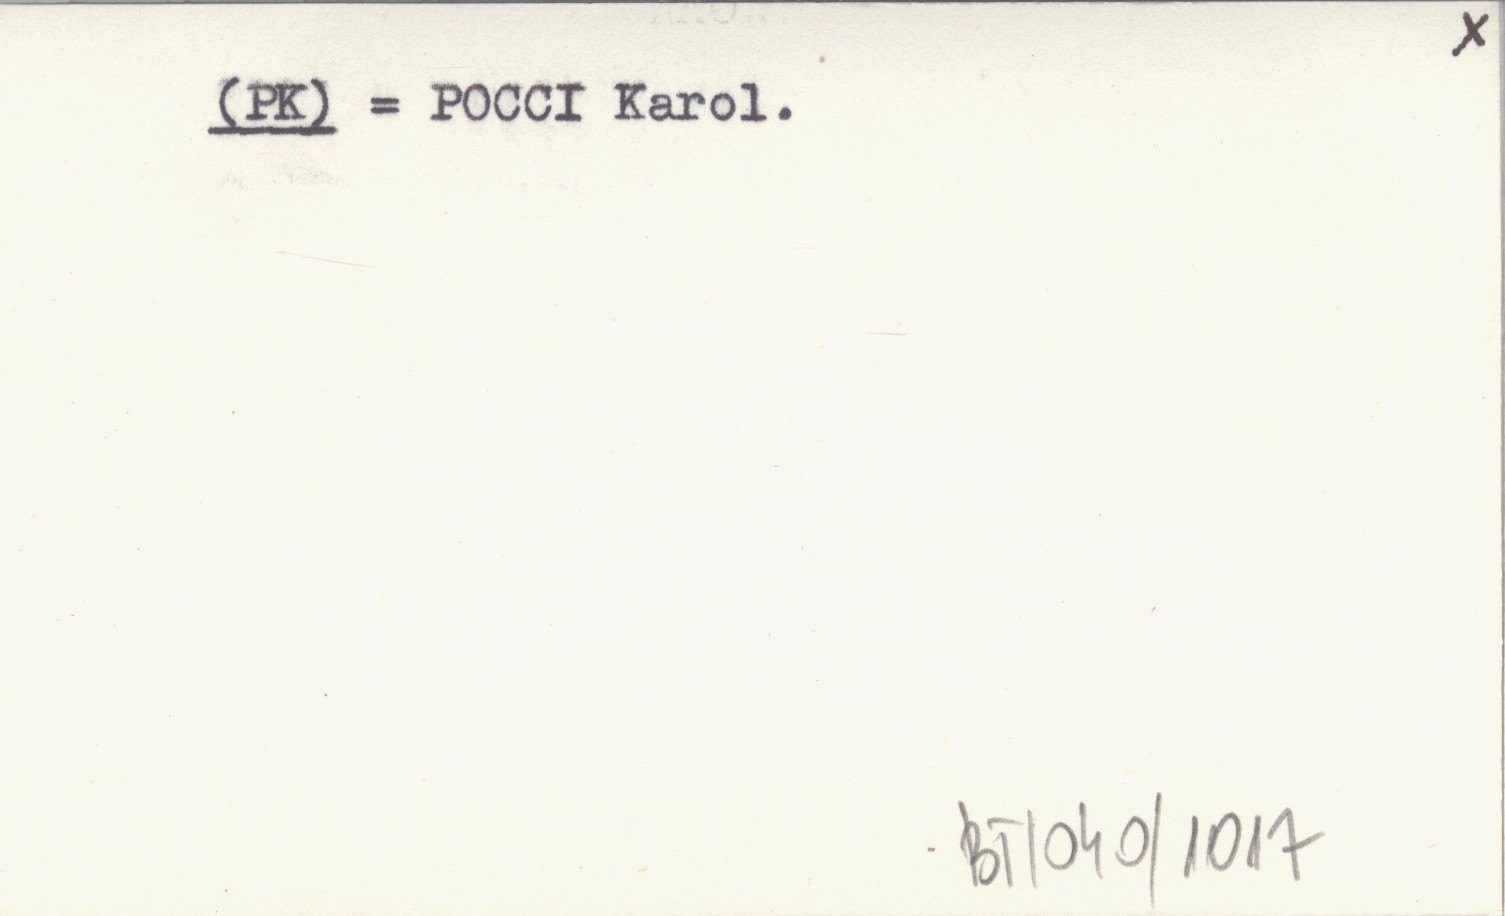 x
(PK) = POCCI Karol.
BT/040/1017